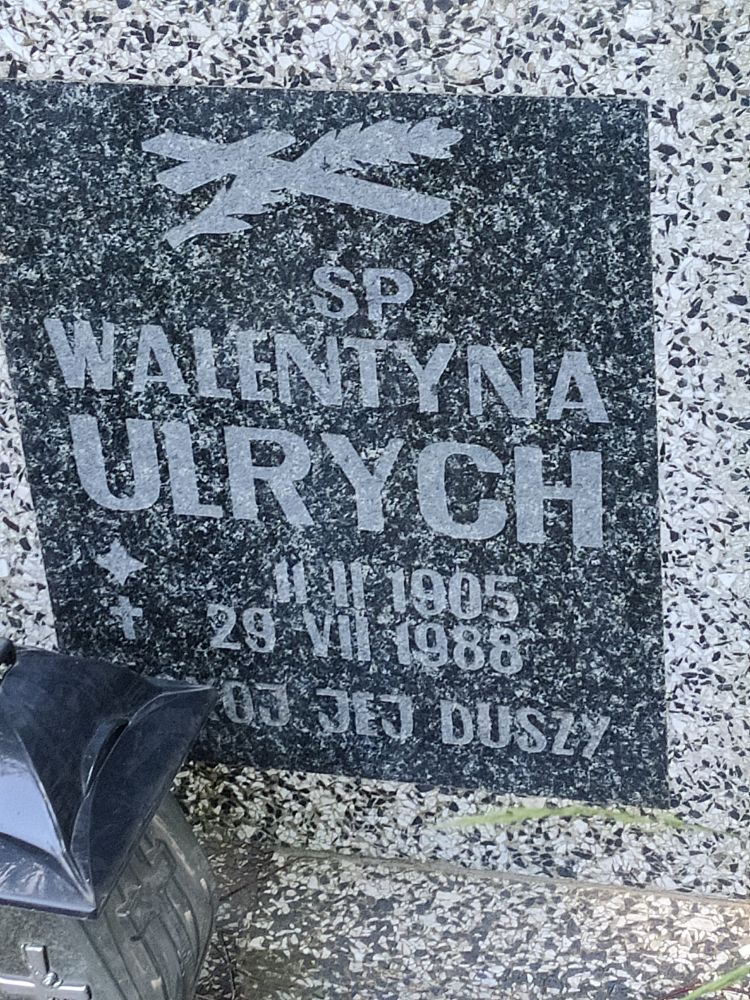 SP
WALENTYNA
ULRYCH
11 II 1905
29 VII 1988
JEJ DUSZY